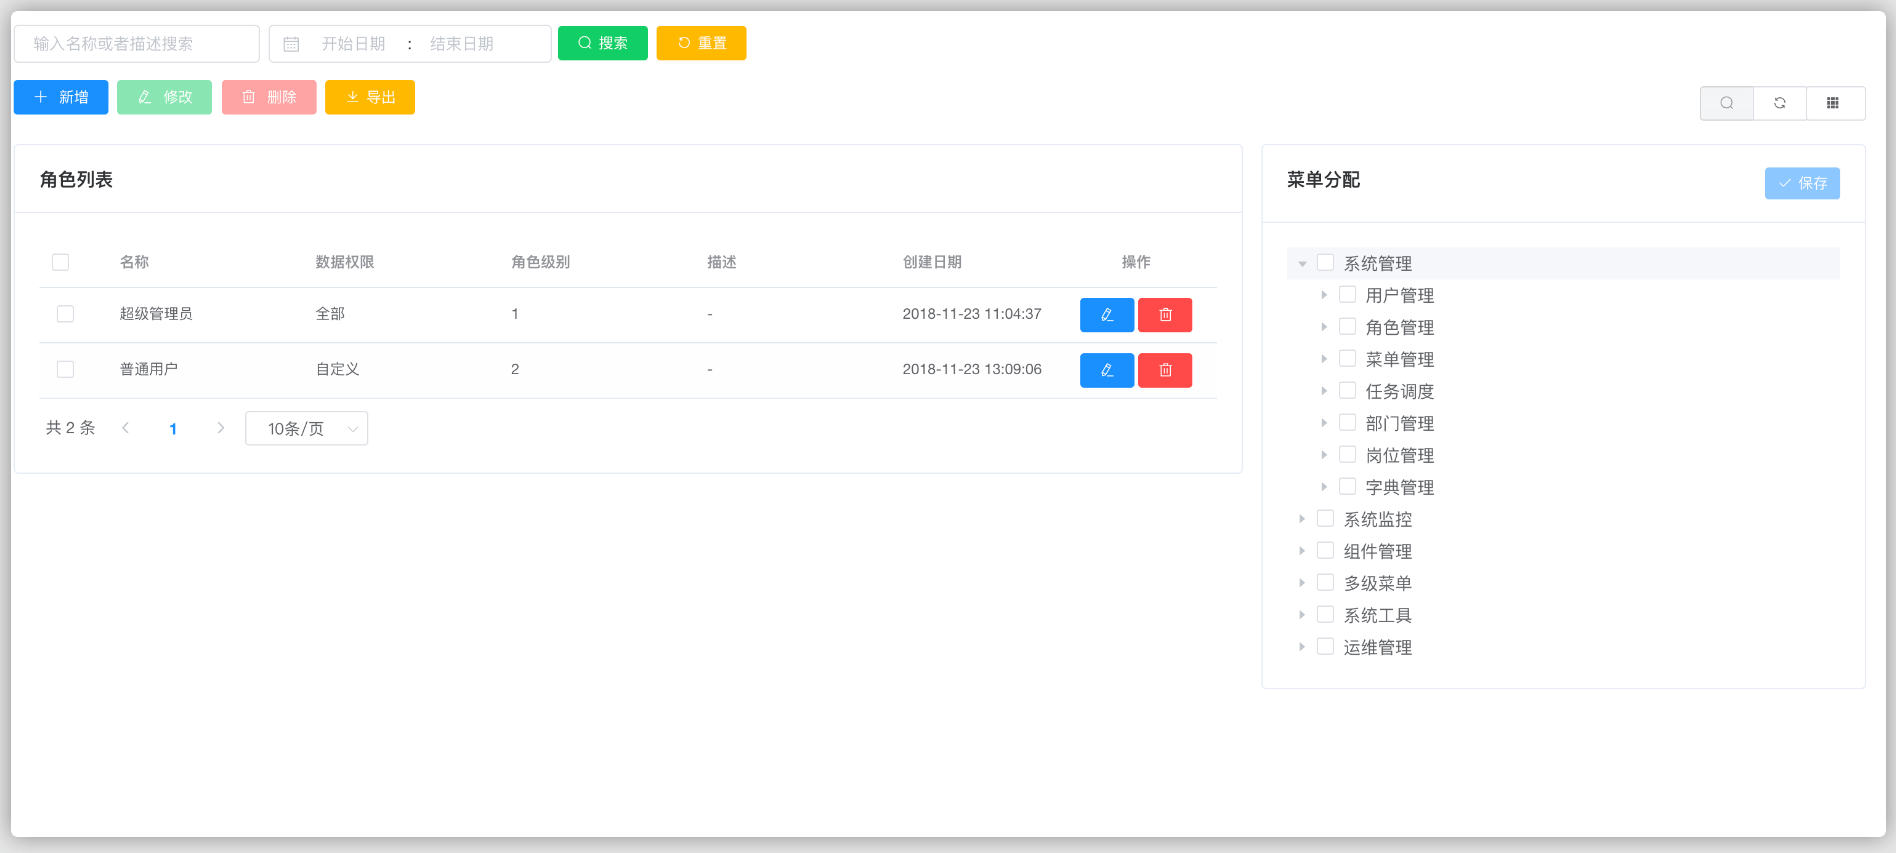 输入名称或者描述搜索 开始日期 : 结束日期 搜索 重置
新增 修改 删除 导出
角色列表
名称 数据权限 角色级别 描述 创建日期 操作
超级管理员 全部 1 - 2018-11-23 11:04:37
普通用户 自定义 2 - 2018-11-23 13:09:06
共 2 条 1 10条/页
菜单分配 保存
系统管理
用户管理
角色管理
菜单管理
任务调度
部门管理
岗位管理
字典管理
系统监控
组件管理
多级菜单
系统工具
运维管理